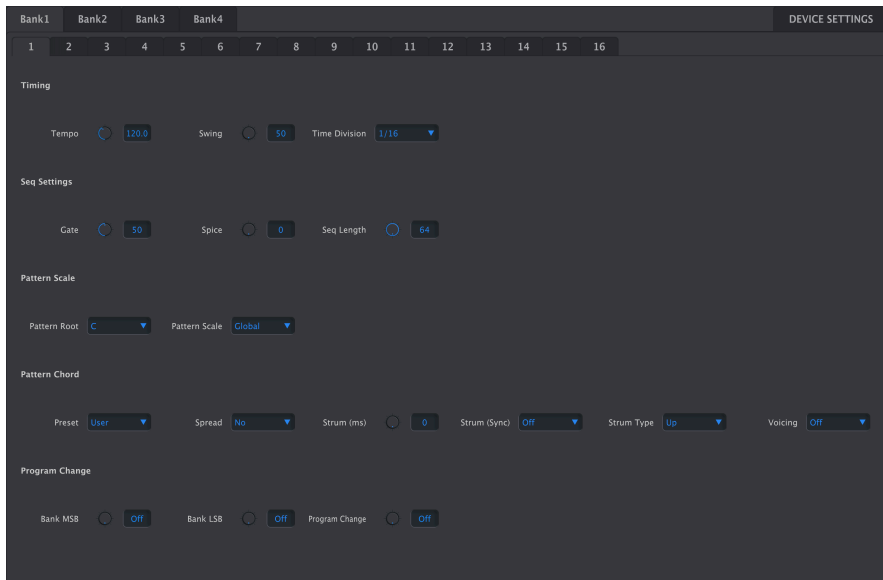 Bank1 Bank2 Bank3 Bank4 DEVICE SETTINGS
1 2 3 4 5 6 7 8 9 10 11 12 13 14 15 16
Timing
Tempo 120.0 Swing 50 Time Division 1/16
Seq Settings
Gate 50 Spice 0 Seq Length 64
Pattern Scale
Pattern Root C Pattern Scale Global
Pattern Chord
Preset User Spread No Strum (ms) 0 Strum (Sync) Off Strum Type Up Voicing Off
Program Change
Bank MSB Off Bank LSB Off Program Change Off